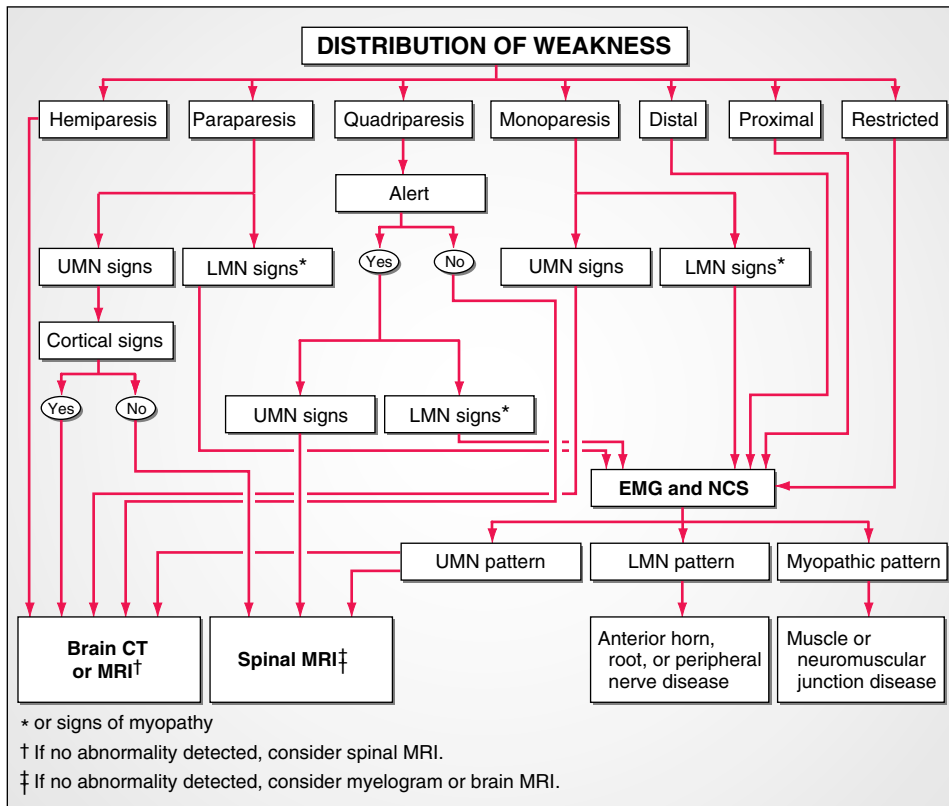 DISTRIBUTION OF WEAKNESS
Hemiparesis
Paraparesis
Quadriparesis
Monoparesis
Distal
Proximal
Restricted
Alert
UMN signs
LMN signs*
Yes
No
UMN signs
LMN signs*
Cortical signs
Yes
No
UMN signs
LMN signs*
EMG and NCS
UMN pattern
LMN pattern
Myopathic pattern
Brain CT
or MRI†
Spinal MRI‡
Anterior horn,
root, or peripheral
nerve disease
Muscle or
neuromuscular
junction disease
* or signs of myopathy
† If no abnormality detected, consider spinal MRI.
‡ If no abnormality detected, consider myelogram or brain MRI.